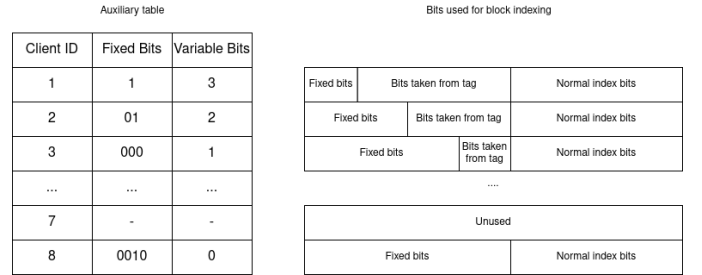 Auxiliary table
Bits used for block indexing
Client ID Fixed Bits Variable Bits
1 1 3
2 01 2
3 000 1
... ... ...
7 - -
8 0010 0
Fixed bits Bits taken from tag Normal index bits
Fixed bits Bits taken from tag Normal index bits
Fixed bits Bits taken from tag Normal index bits
....
Unused
Fixed bits Normal index bits